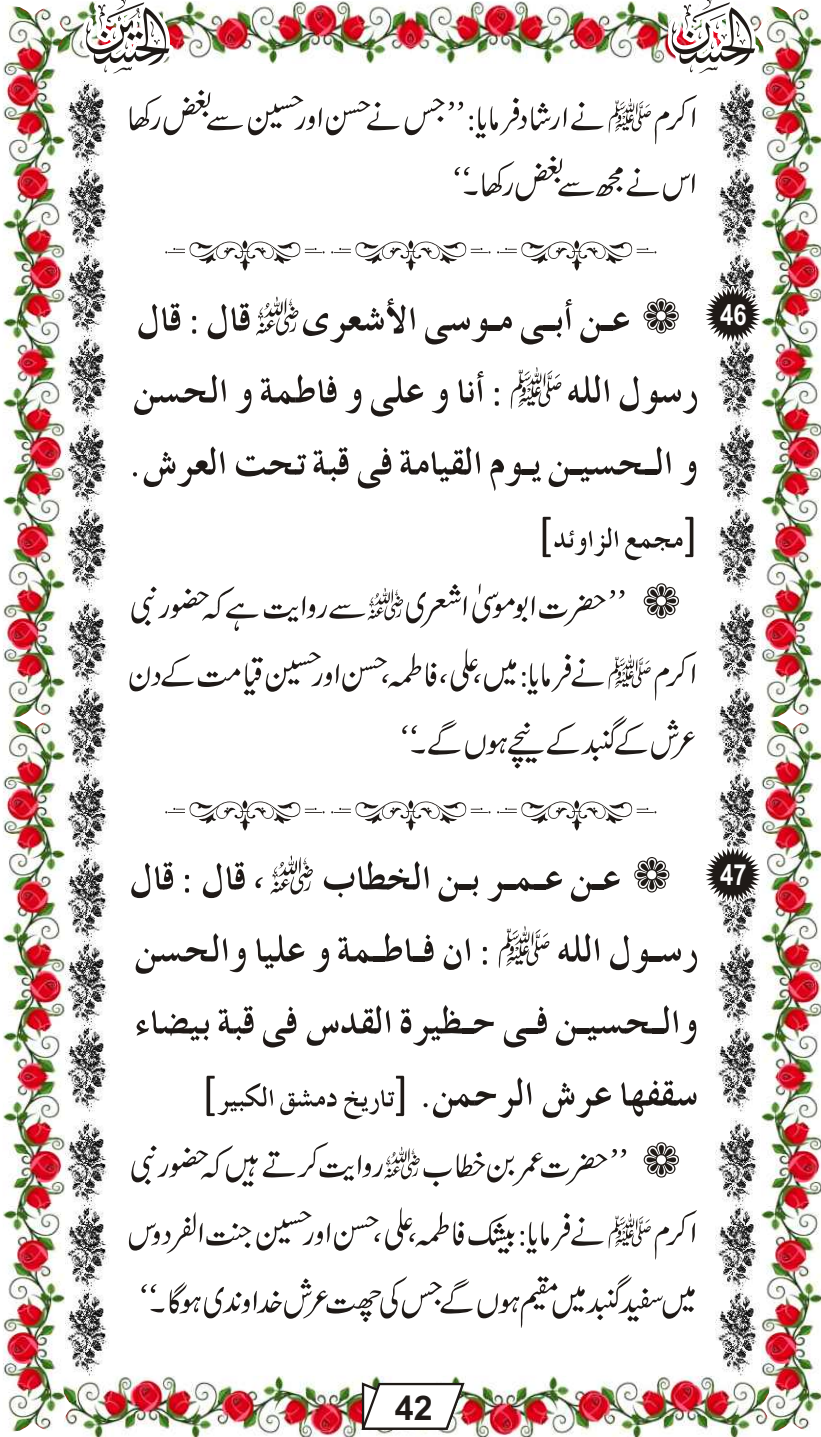 الحسنین الحسنین
اکرم ﷺ نے ارشاد فرمایا: ’’جس نے حسن اور حسین سے بغض رکھا
اس نے مجھ سے بغض رکھا۔‘‘
46 عن أبی موسی الأشعری رضی اللہ عنہ قال : قال
رسول الله ﷺ : أنا و علی و فاطمة و الحسن
و الحسین یوم القیامة فی قبة تحت العرش.
[مجمع الزاوئد]
’’حضرت ابوموسیٰ اشعری رضی اللہ عنہ سے روایت ہے کہ حضور نبی
اکرم ﷺ نے فرمایا: میں، علی، فاطمہ، حسن اور حسین قیامت کے دن
عرش کے گنبد کے نیچے ہوں گے۔‘‘
47 عن عمر بن الخطاب رضی اللہ عنہ ، قال : قال
رسول الله ﷺ : ان فاطمة و علیا والحسن
والحسین فی حظیرة القدس فی قبة بیضاء
سقفها عرش الرحمن. [تاریخ دمشق الکبیر]
’’حضرت عمر بن خطاب رضی اللہ عنہ روایت کرتے ہیں کہ حضور نبی
اکرم ﷺ نے فرمایا: بیشک فاطمہ، علی، حسن اور حسین جنت الفردوس
میں سفید گنبد میں مقیم ہوں گے جس کی چھت عرش خداوندی ہوگا۔‘‘
42